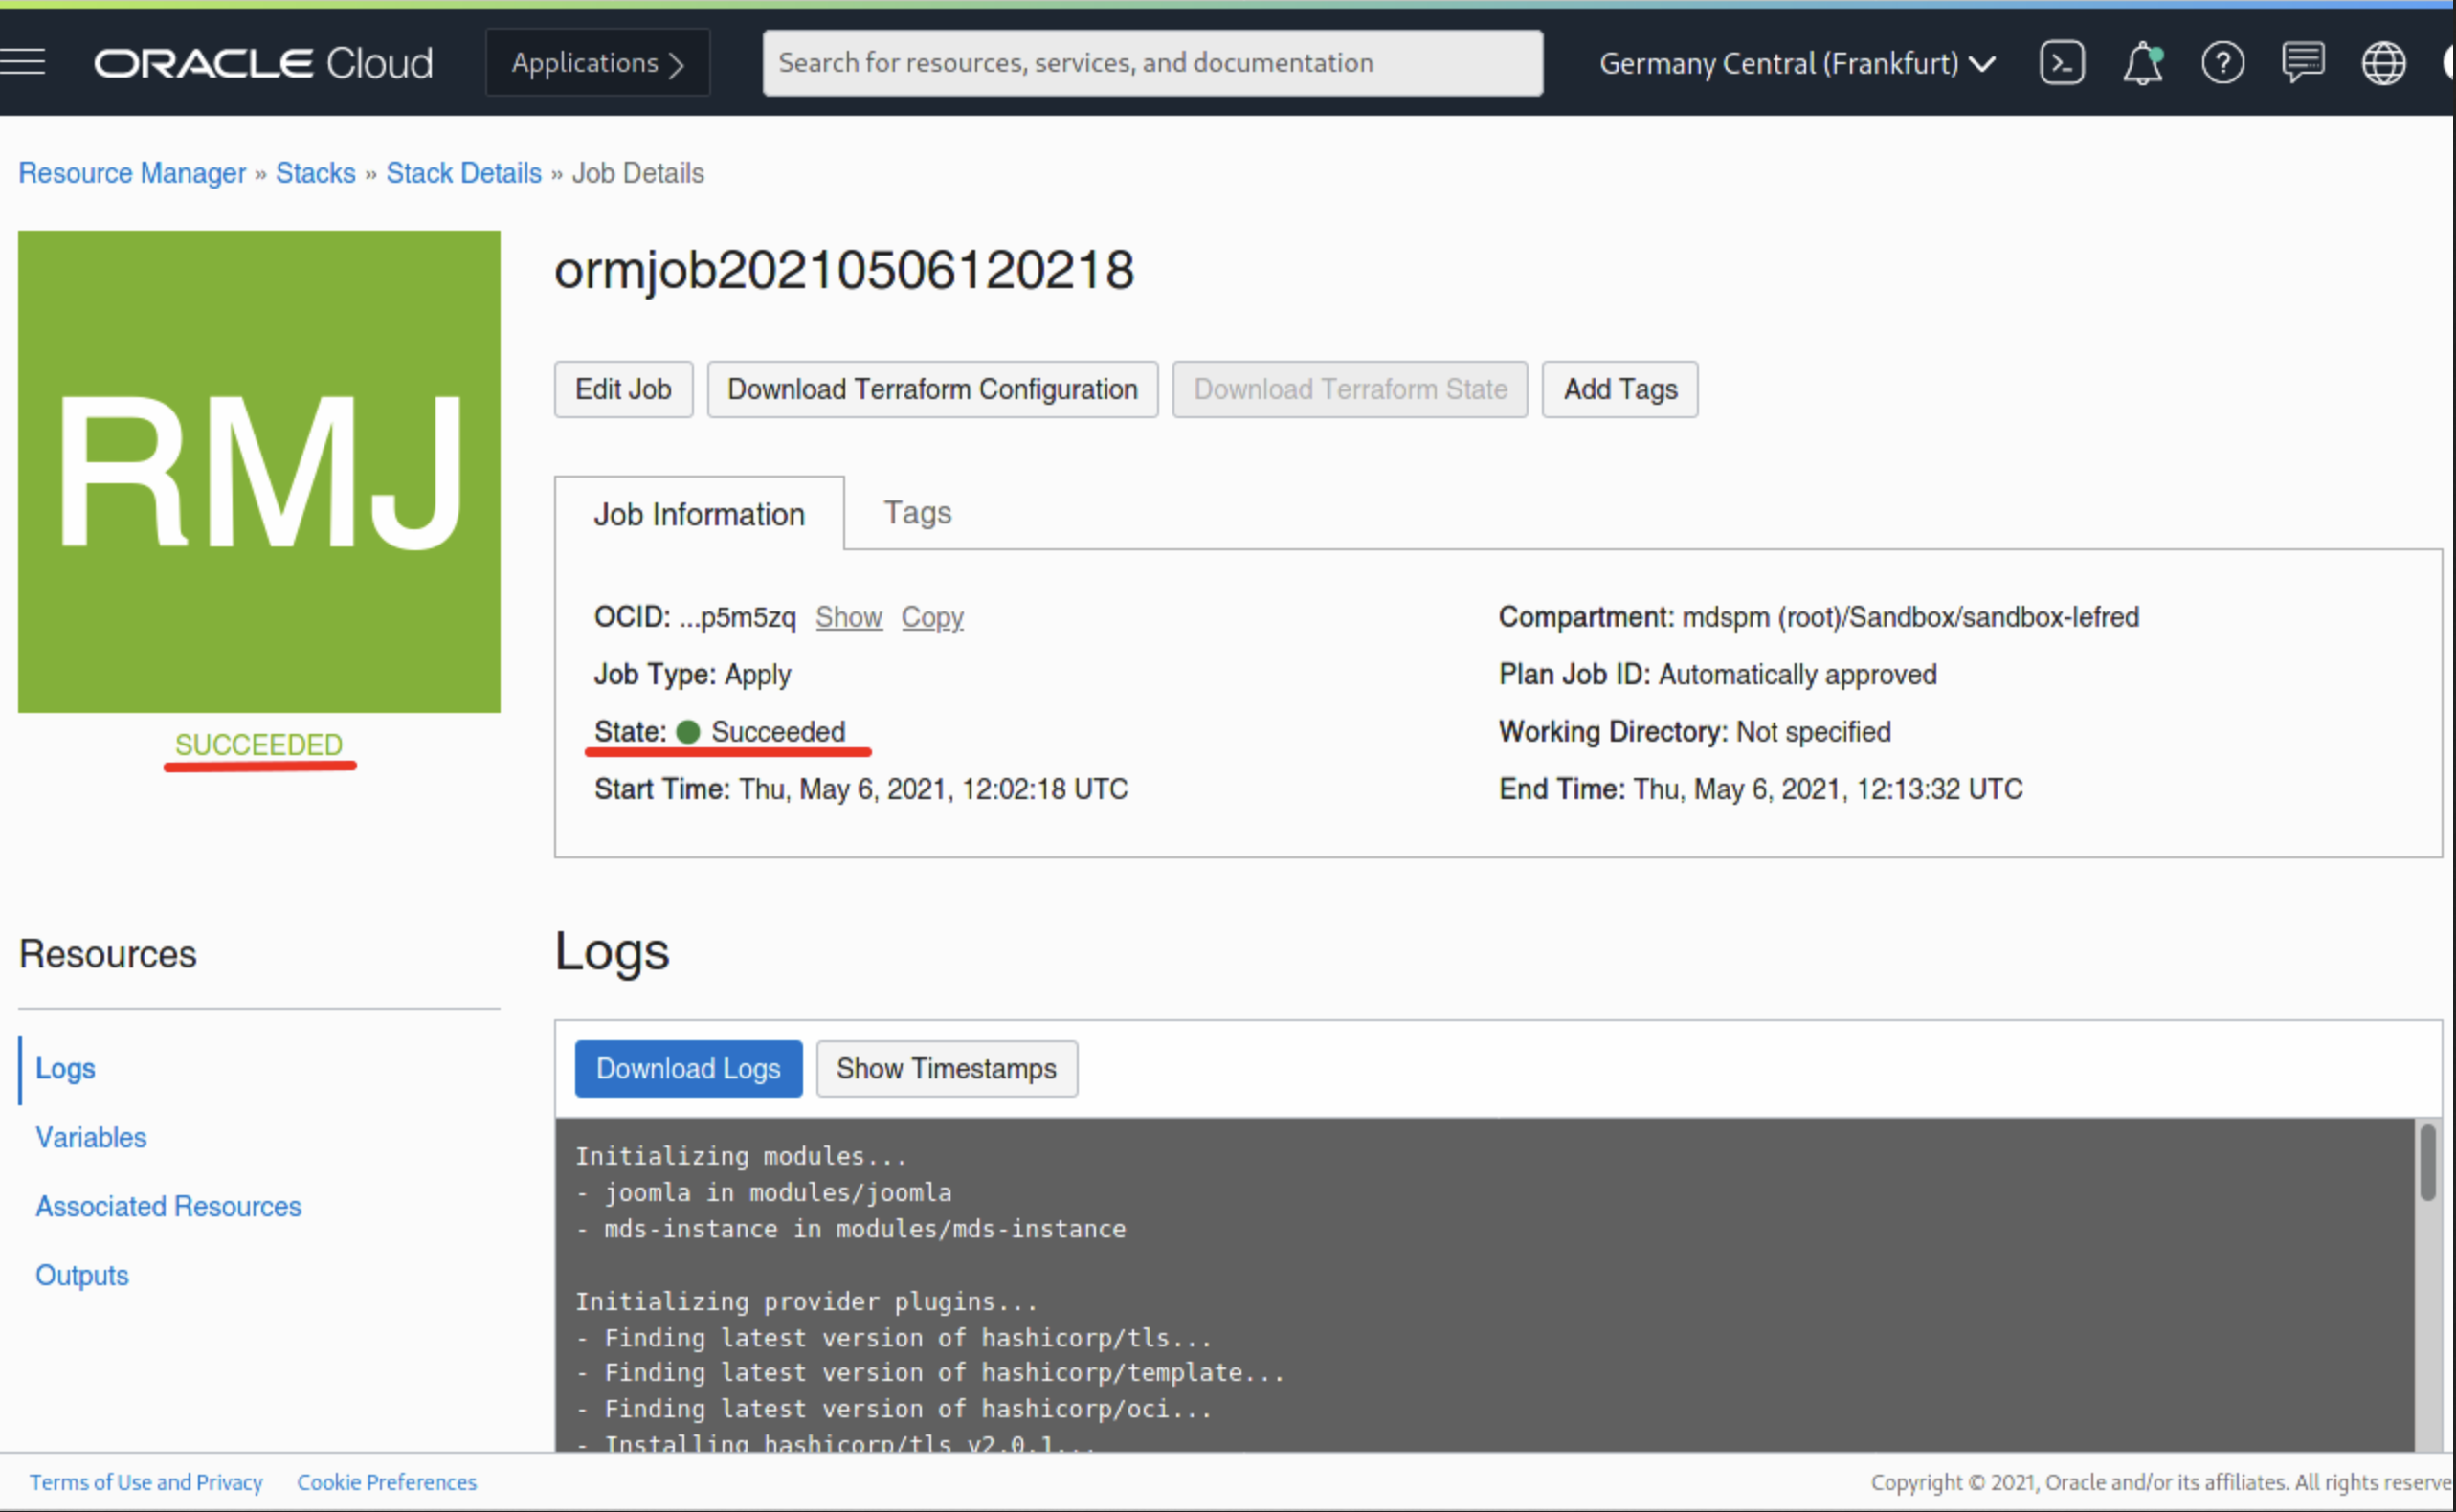 ORACLE Cloud
Applications >
Search for resources, services, and documentation
Germany Central (Frankfurt)
Resource Manager » Stacks » Stack Details » Job Details
RMJ
SUCCEEDED
ormjob20210506120218
Edit Job
Download Terraform Configuration
Download Terraform State
Add Tags
Job Information
Tags
OCID: ...p5m5zq Show Copy
Compartment: mdspm (root)/Sandbox/sandbox-lefred
Job Type: Apply
Plan Job ID: Automatically approved
State: Succeeded
Working Directory: Not specified
Start Time: Thu, May 6, 2021, 12:02:18 UTC
End Time: Thu, May 6, 2021, 12:13:32 UTC
Resources
Logs
Variables
Associated Resources
Outputs
Logs
Download Logs
Show Timestamps
Initializing modules...
- joomla in modules/joomla
- mds-instance in modules/mds-instance
Initializing provider plugins...
- Finding latest version of hashicorp/tls...
- Finding latest version of hashicorp/template...
- Finding latest version of hashicorp/oci...
- Installing hashicorp/tls v2.0.1...
Terms of Use and Privacy
Cookie Preferences
Copyright © 2021, Oracle and/or its affiliates. All rights reserve